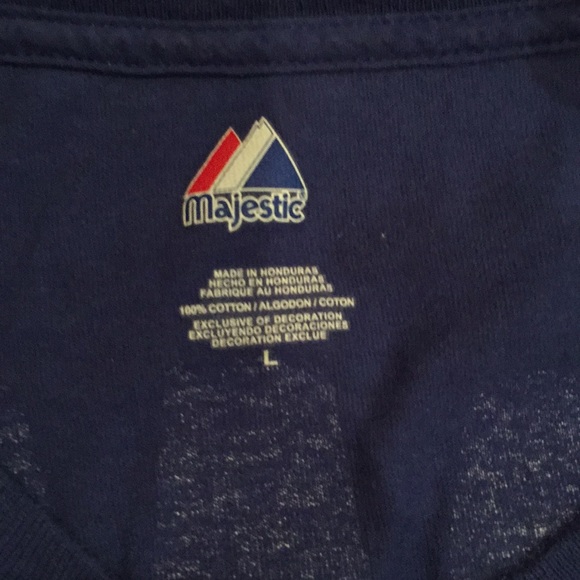 majestic
MADE IN HONDURAS
HECHO EN HONDURAS
FABRIQUE AU HONDURAS
100% COTTON / ALGODON / COTON
EXCLUSIVE OF DECORATION
EXCLUYENDO DECORACIONES
DECORATION EXCLUE
L